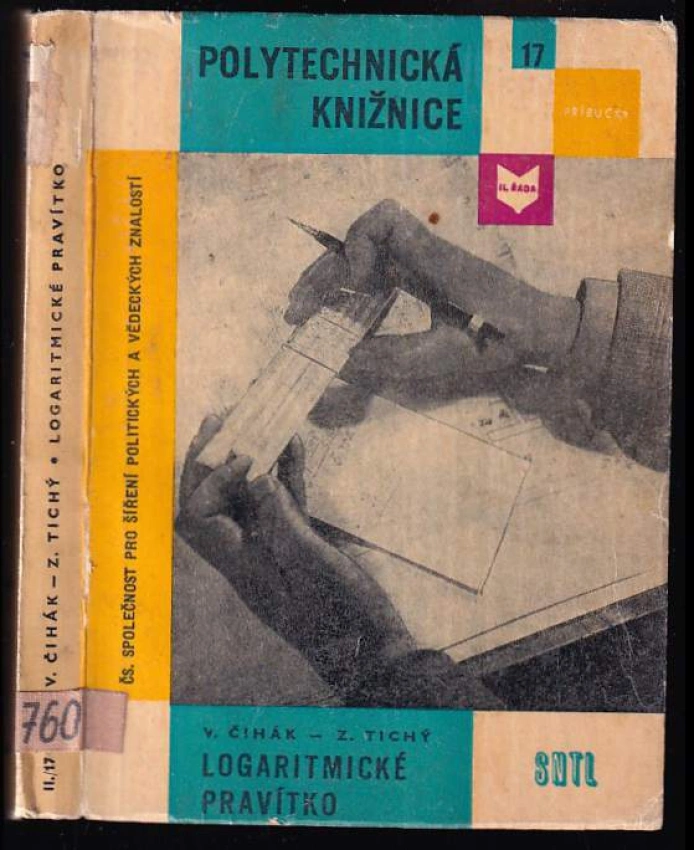 POLYTECHNICKÁ
KNIŽNICE
17
PŘÍRUČKY
II. ŘADA
ČS. SPOLEČNOST PRO ŠÍŘENÍ POLITICKÝCH A VĚDECKÝCH ZNALOSTÍ
V. ČIHÁK – Z. TICHÝ
LOGARITMICKÉ
PRAVÍTKO
SNTL
II./17 V. ČIHÁK – Z. TICHÝ • LOGARITMICKÉ PRAVÍTKO
760